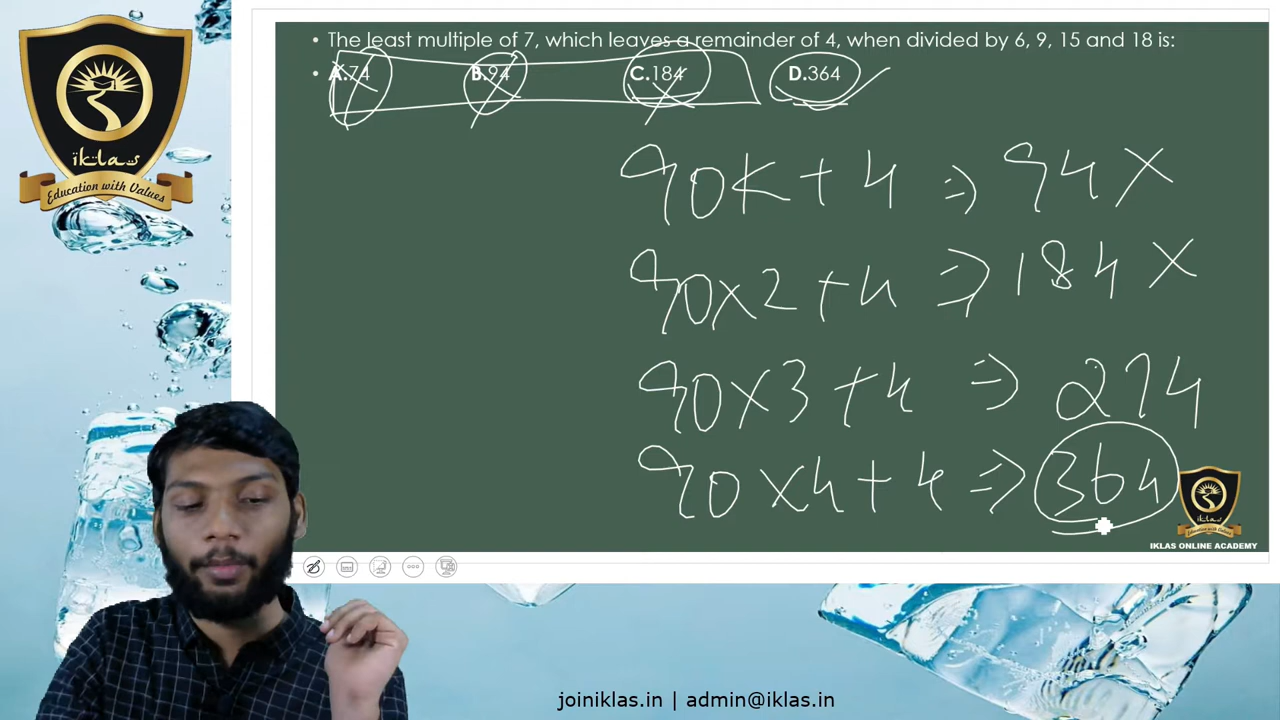 • The least multiple of 7, which leaves a remainder of 4, when divided by 6, 9, 15 and 18 is:
• A.74 B.94 C.184 D.364
iklas
Education with Values
90K + 4 => 94 X
90x2 + 4 => 184 X
90x3 + 4 => 274
90x4 + 4 => 364
iklas
IKLAS ONLINE ACADEMY
joiniklas.in | admin@iklas.in